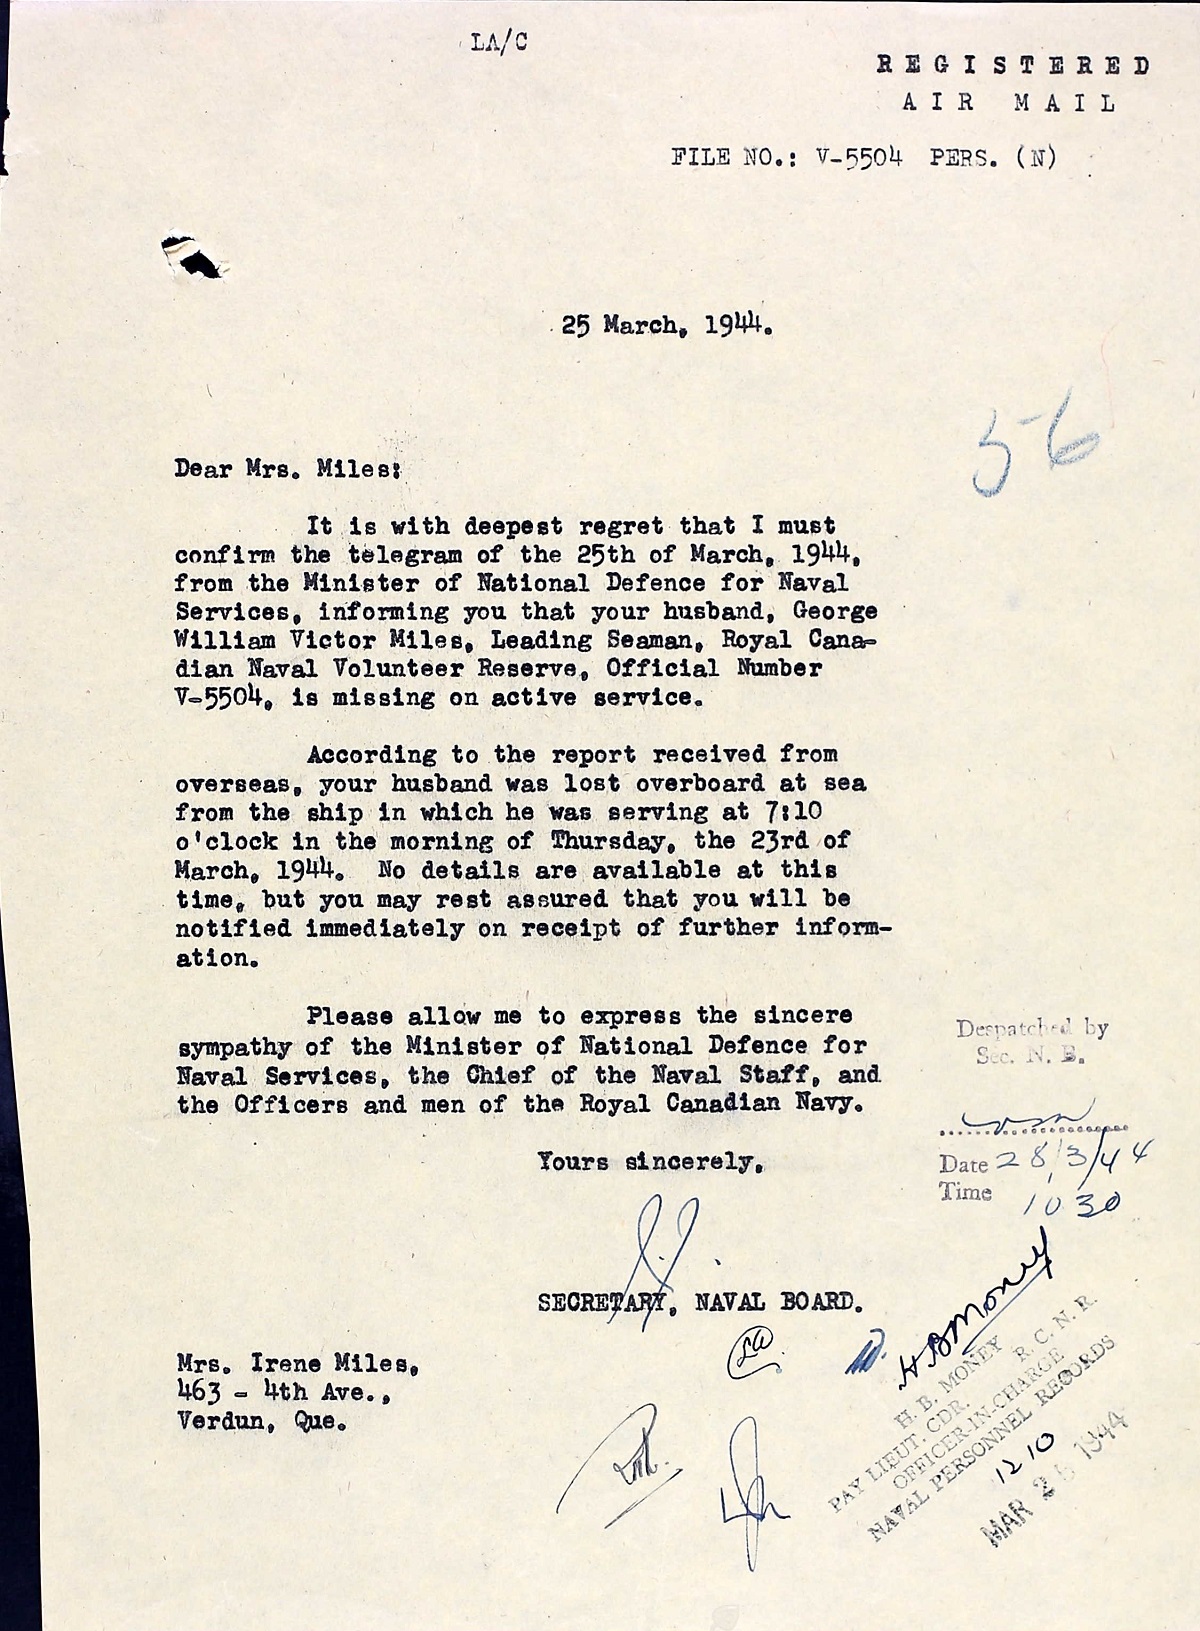 LA/C
REGISTERED
AIR MAIL
FILE NO.: V-5504 PERS. (N)
25 March, 1944.
56
Dear Mrs. Miles:
It is with deepest regret that I must
confirm the telegram of the 25th of March, 1944,
from the Minister of National Defence for Naval
Services, informing you that your husband, George
William Victor Miles, Leading Seaman, Royal Cana-
dian Naval Volunteer Reserve, Official Number
V-5504, is missing on active service.
According to the report received from
overseas, your husband was lost overboard at sea
from the ship in which he was serving at 7:10
o'clock in the morning of Thursday, the 23rd of
March, 1944. No details are available at this
time, but you may rest assured that you will be
notified immediately on receipt of further inform-
ation.
Please allow me to express the sincere
sympathy of the Minister of National Defence for
Naval Services, the Chief of the Naval Staff, and
the Officers and men of the Royal Canadian Navy.
Despatched by
Sec. N. B.
Date 28/3/44
Time 1030
Yours sincerely,
SECRETARY, NAVAL BOARD.
Mrs. Irene Miles,
463 - 4th Ave.,
Verdun, Que.
H B Money
H. B. MONEY
PAY LIEUT. CDR. R. C. N. R.
OFFICER-IN-CHARGE
NAVAL PERSONNEL RECORDS
1210
MAR 25 1944